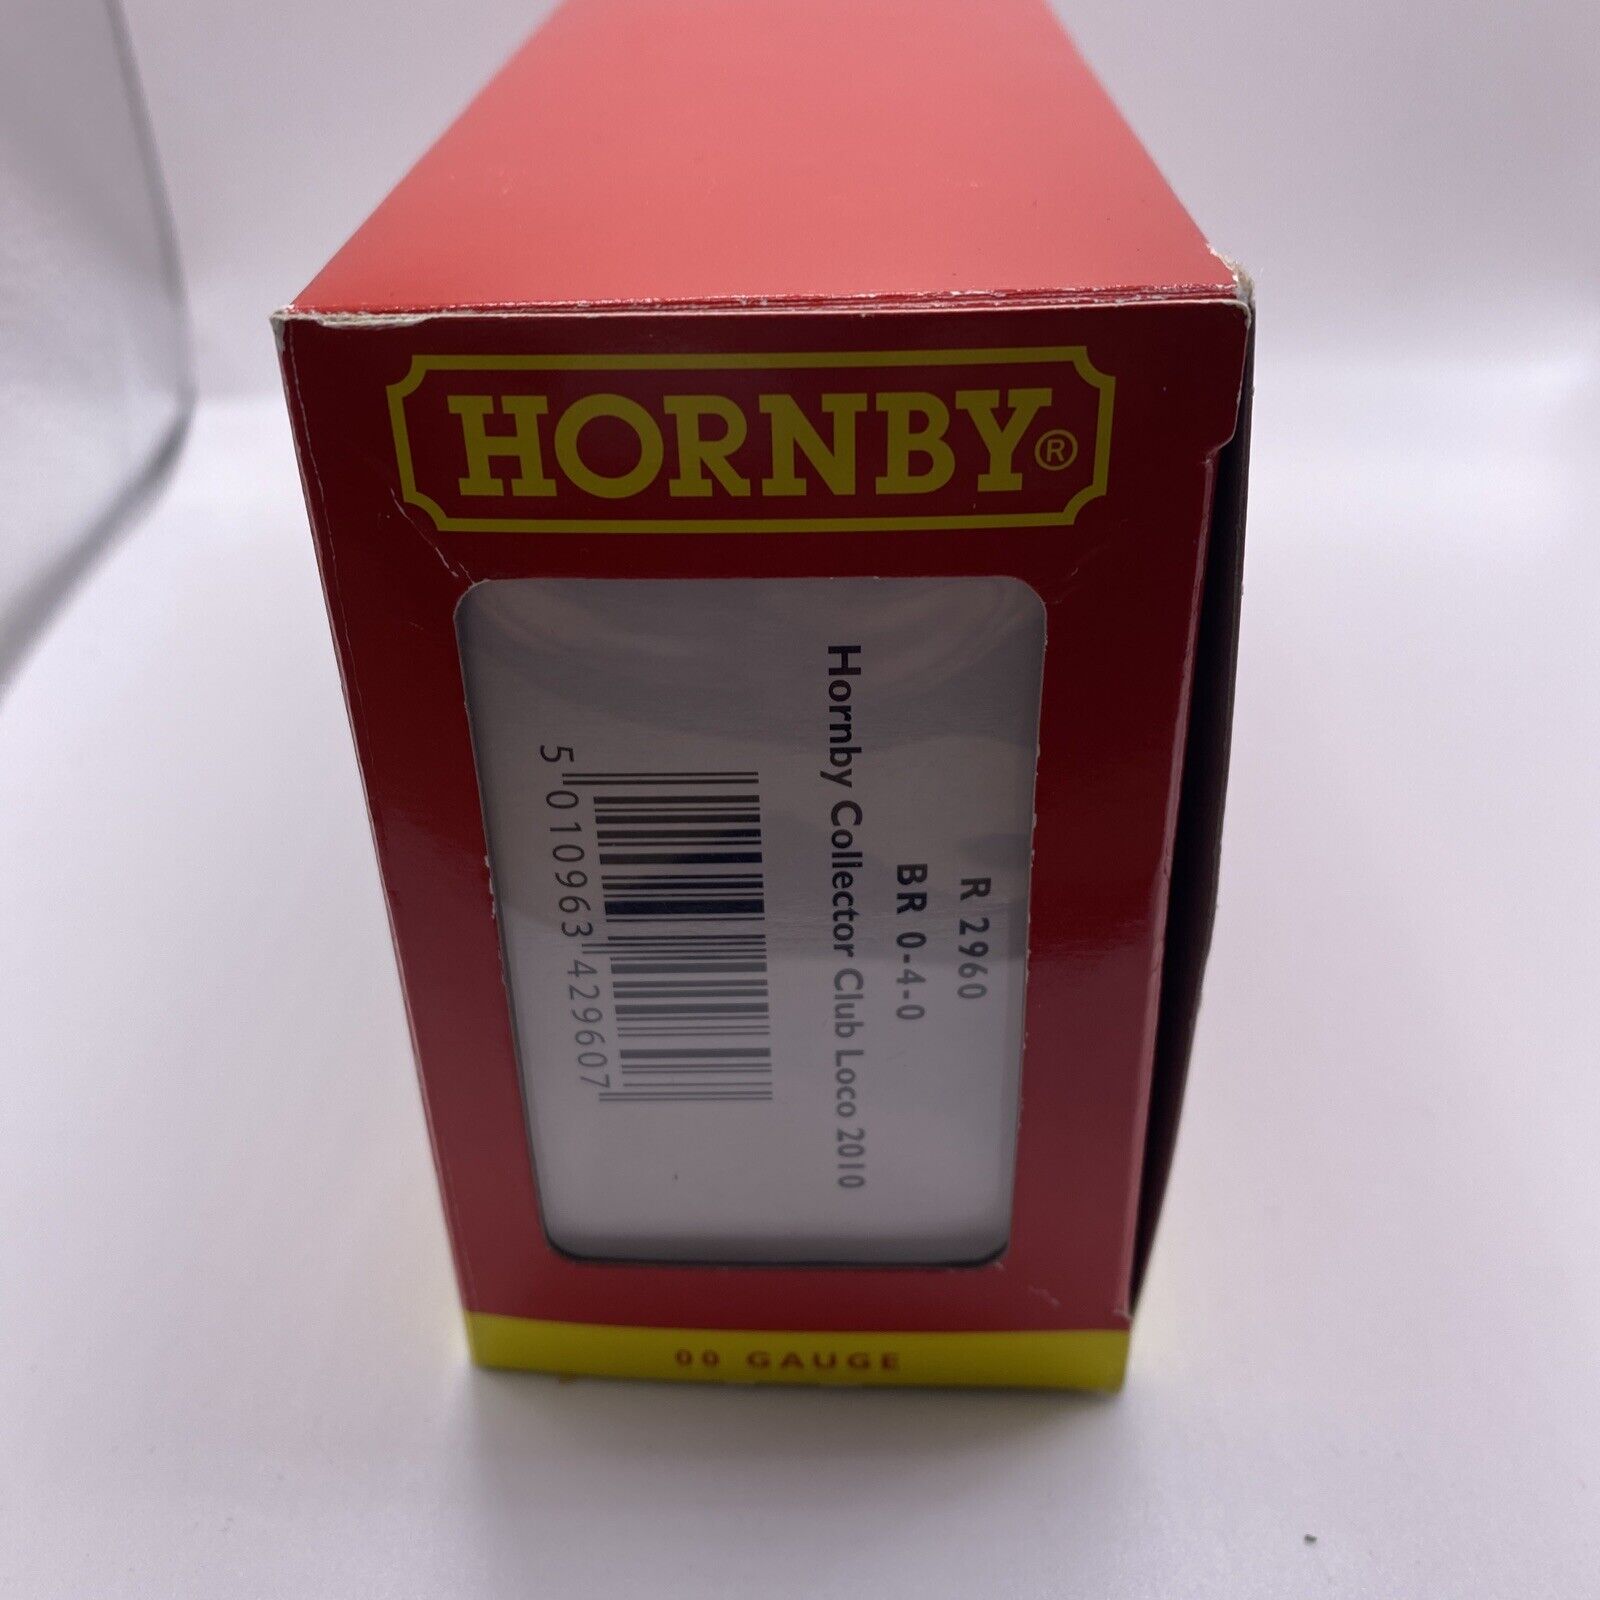 HORNBY®
R 2960
BR 0-4-0
Hornby Collector Club Loco 2010
5 010963 429607
00 GAUGE